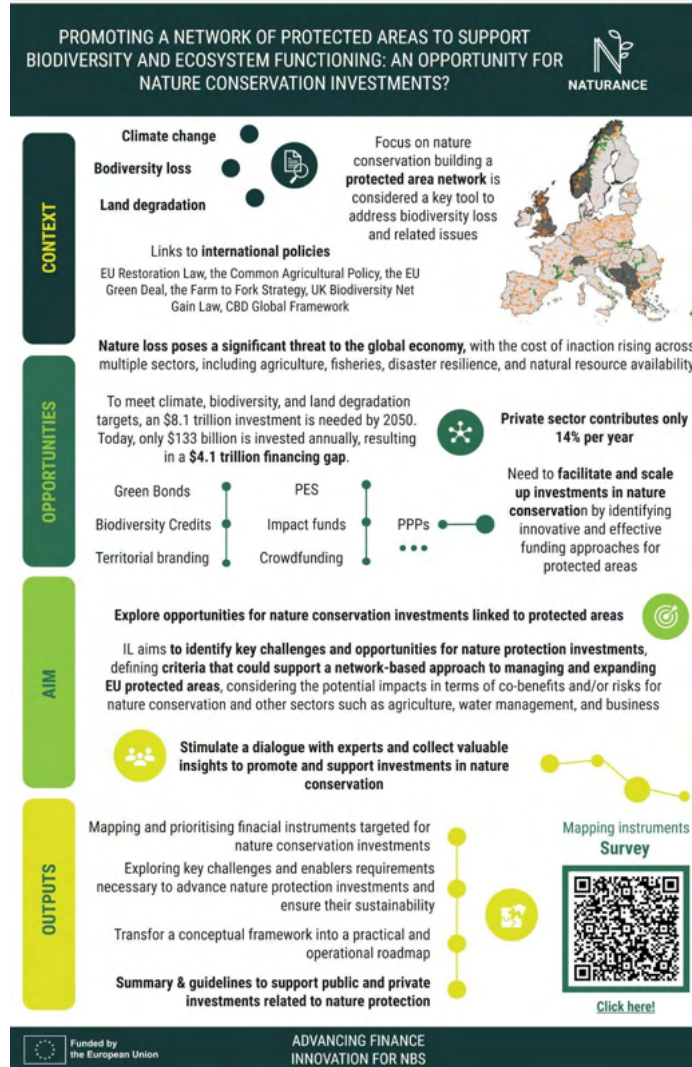 PROMOTING A NETWORK OF PROTECTED AREAS TO SUPPORT
BIODIVERSITY AND ECOSYSTEM FUNCTIONING: AN OPPORTUNITY FOR
NATURE CONSERVATION INVESTMENTS?
NATURANCE
CONTEXT
Climate change
Biodiversity loss
Land degradation
Focus on nature
conservation building a
protected area network is
considered a key tool to
address biodiversity loss
and related issues
Links to international policies
EU Restoration Law, the Common Agricultural Policy, the EU
Green Deal, the Farm to Fork Strategy, UK Biodiversity Net
Gain Law, CBD Global Framework
Nature loss poses a significant threat to the global economy, with the cost of inaction rising across
multiple sectors, including agriculture, fisheries, disaster resilience, and natural resource availability
OPPORTUNITIES
To meet climate, biodiversity, and land degradation
targets, an $8.1 trillion investment is needed by 2050.
Today, only $133 billion is invested annually, resulting
in a $4.1 trillion financing gap.
Private sector contributes only
14% per year
Green Bonds
Biodiversity Credits
Territorial branding
PES
Impact funds
Crowdfunding
PPPs
Need to facilitate and scale
up investments in nature
conservation by identifying
innovative and effective
funding approaches for
protected areas
AIM
Explore opportunities for nature conservation investments linked to protected areas
IL aims to identify key challenges and opportunities for nature protection investments,
defining criteria that could support a network-based approach to managing and expanding
EU protected areas, considering the potential impacts in terms of co-benefits and/or risks for
nature conservation and other sectors such as agriculture, water management, and business
Stimulate a dialogue with experts and collect valuable
insights to promote and support investments in nature
conservation
OUTPUTS
Mapping and prioritising finacial instruments targeted for
nature conservation investments
Exploring key challenges and enablers requirements
necessary to advance nature protection investments and
ensure their sustainability
Transfor a conceptual framework into a practical and
operational roadmap
Summary & guidelines to support public and private
investments related to nature protection
Mapping instruments
Survey
Click here!
Funded by
the European Union
ADVANCING FINANCE
INNOVATION FOR NBS